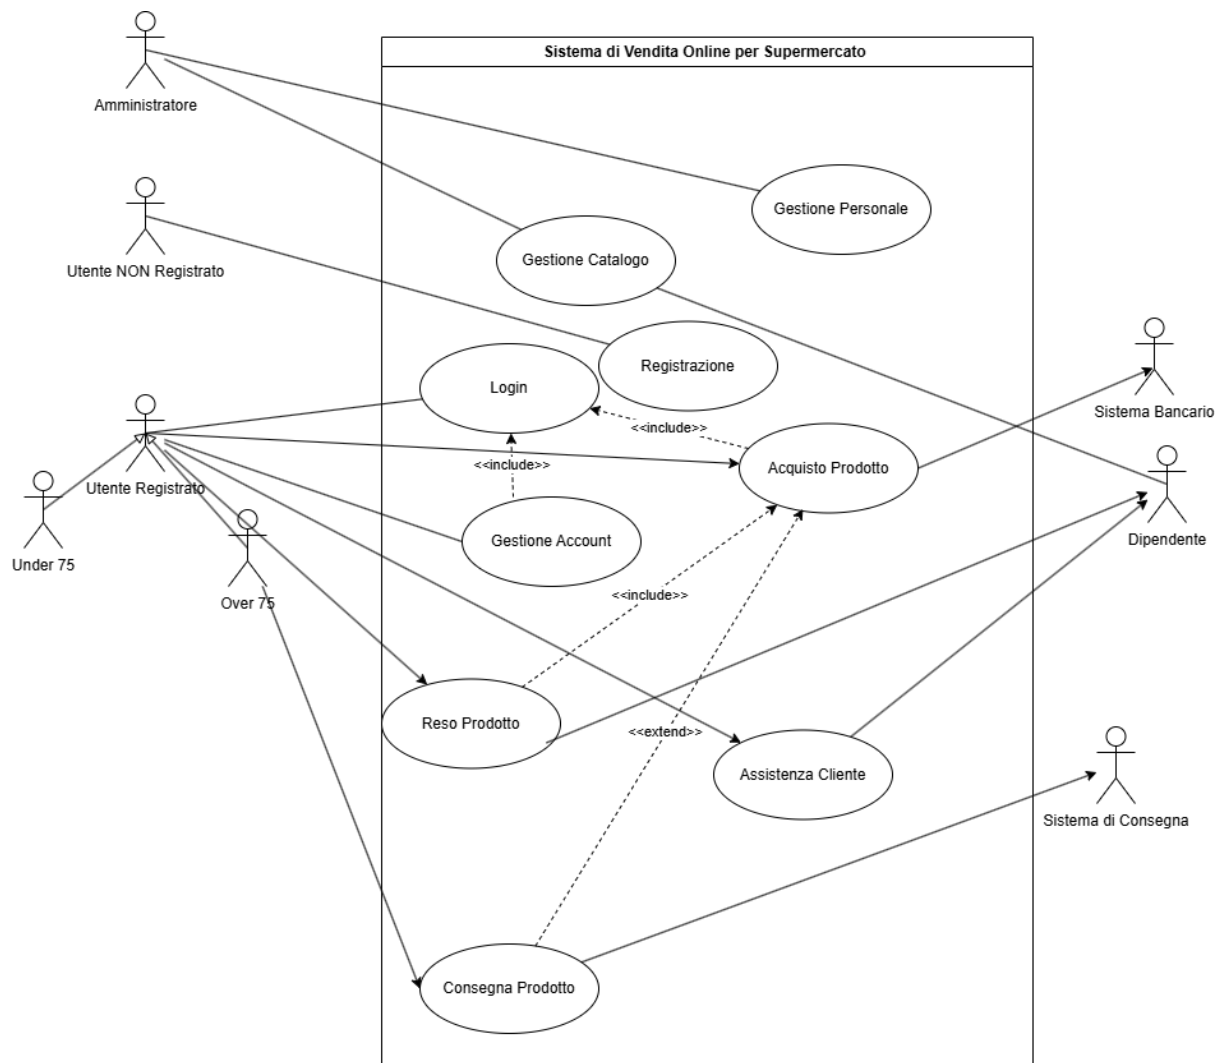 Sistema di Vendita Online per Supermercato
Amministratore
Gestione Personale
Utente NON Registrato
Gestione Catalogo
Registrazione
Login
Sistema Bancario
<<include>>
<<include>>
Acquisto Prodotto
Utente Registrato
Gestione Account
Dipendente
Under 75
Over 75
<<include>>
Reso Prodotto
<<extend>>
Assistenza Cliente
Sistema di Consegna
Consegna Prodotto